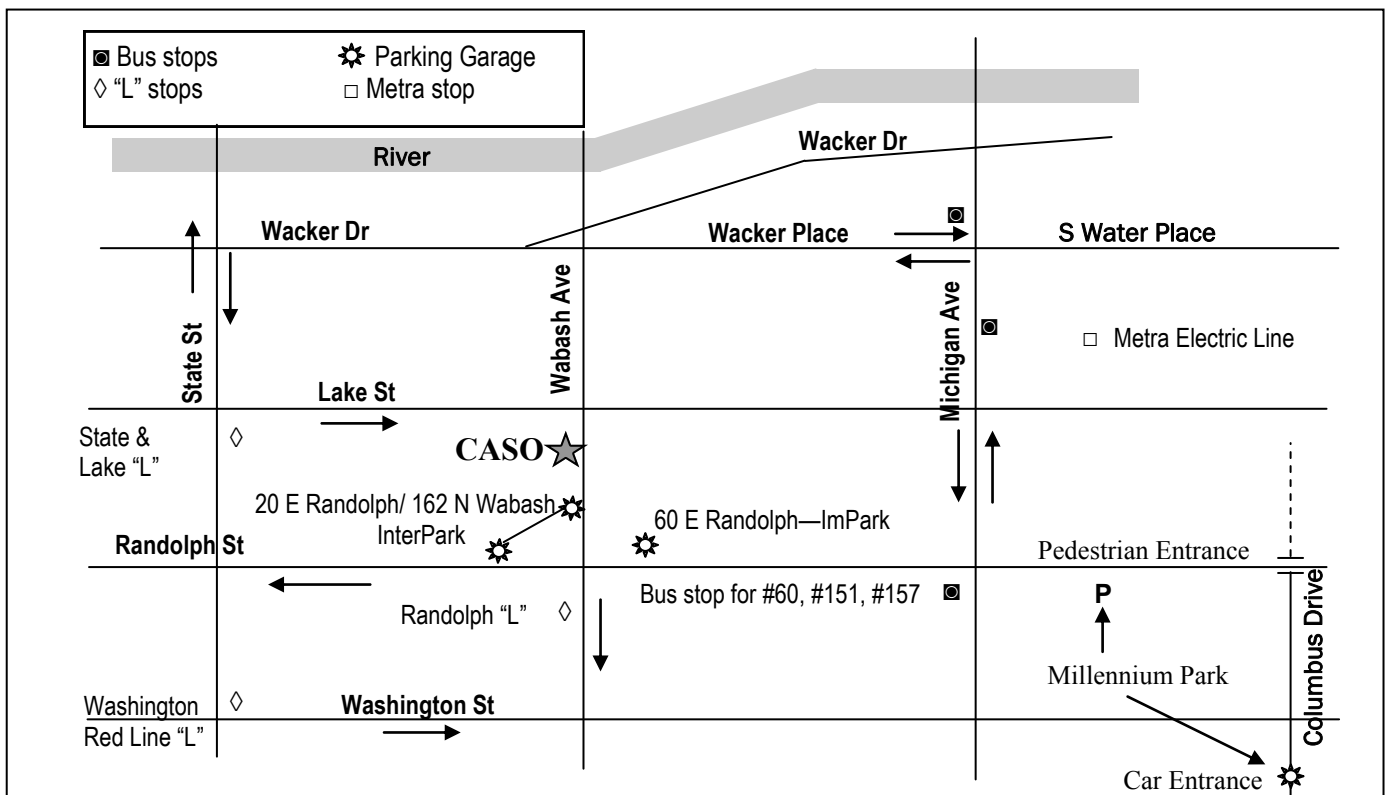 ◙ Bus stops
Parking Garage
◊ "L" stops
□ Metra stop
River
Wacker Dr
Wacker Dr
Wacker Place
S Water Place
State St
Wabash Ave
Michigan Ave
□ Metra Electric Line
Lake St
State &
Lake "L"
CASO
20 E Randolph/ 162 N Wabash
InterPark
60 E Randolph—ImPark
Randolph St
Pedestrian Entrance
Bus stop for #60, #151, #157
P
Randolph "L"
Columbus Drive
Millennium Park
Washington
Red Line "L"
Washington St
Car Entrance